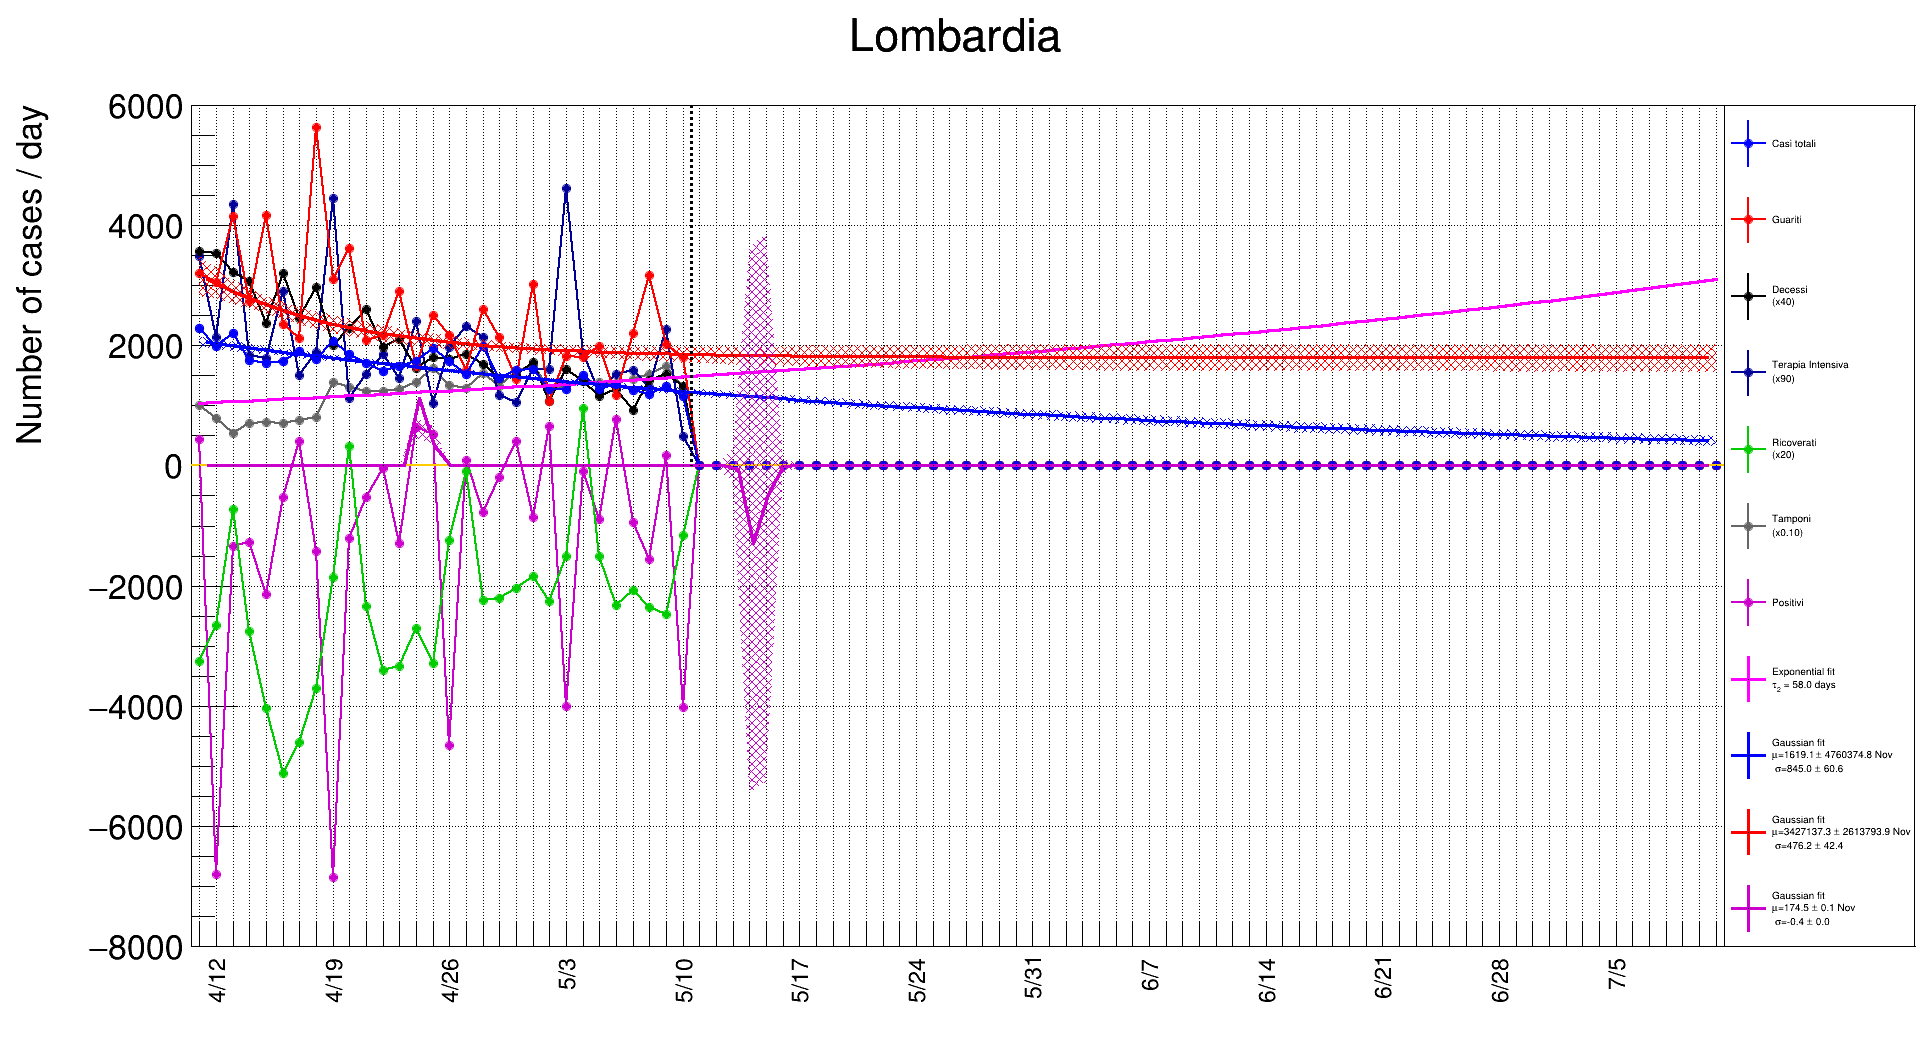 Lombardia
Number of cases / day
6000
4000
2000
0
−2000
−4000
−6000
−8000
4/12
4/19
4/26
5/3
5/10
5/17
5/24
5/31
6/7
6/14
6/21
6/28
7/5
Casi totali
Guariti
Decessi
(x40)
Terapia Intensiva
(x90)
Ricoverati
(x20)
Tamponi
(x0.10)
Positivi
Exponential fit
τ2 = 58.0 days
Gaussian fit
μ=1619.1 ± 4760374.8 Nov
σ=845.0 ± 60.6
Gaussian fit
μ=3427137.3 ± 2613793.9 Nov
σ=476.2 ± 42.4
Gaussian fit
μ=174.5 ± 0.1 Nov
σ=-0.4 ± 0.0